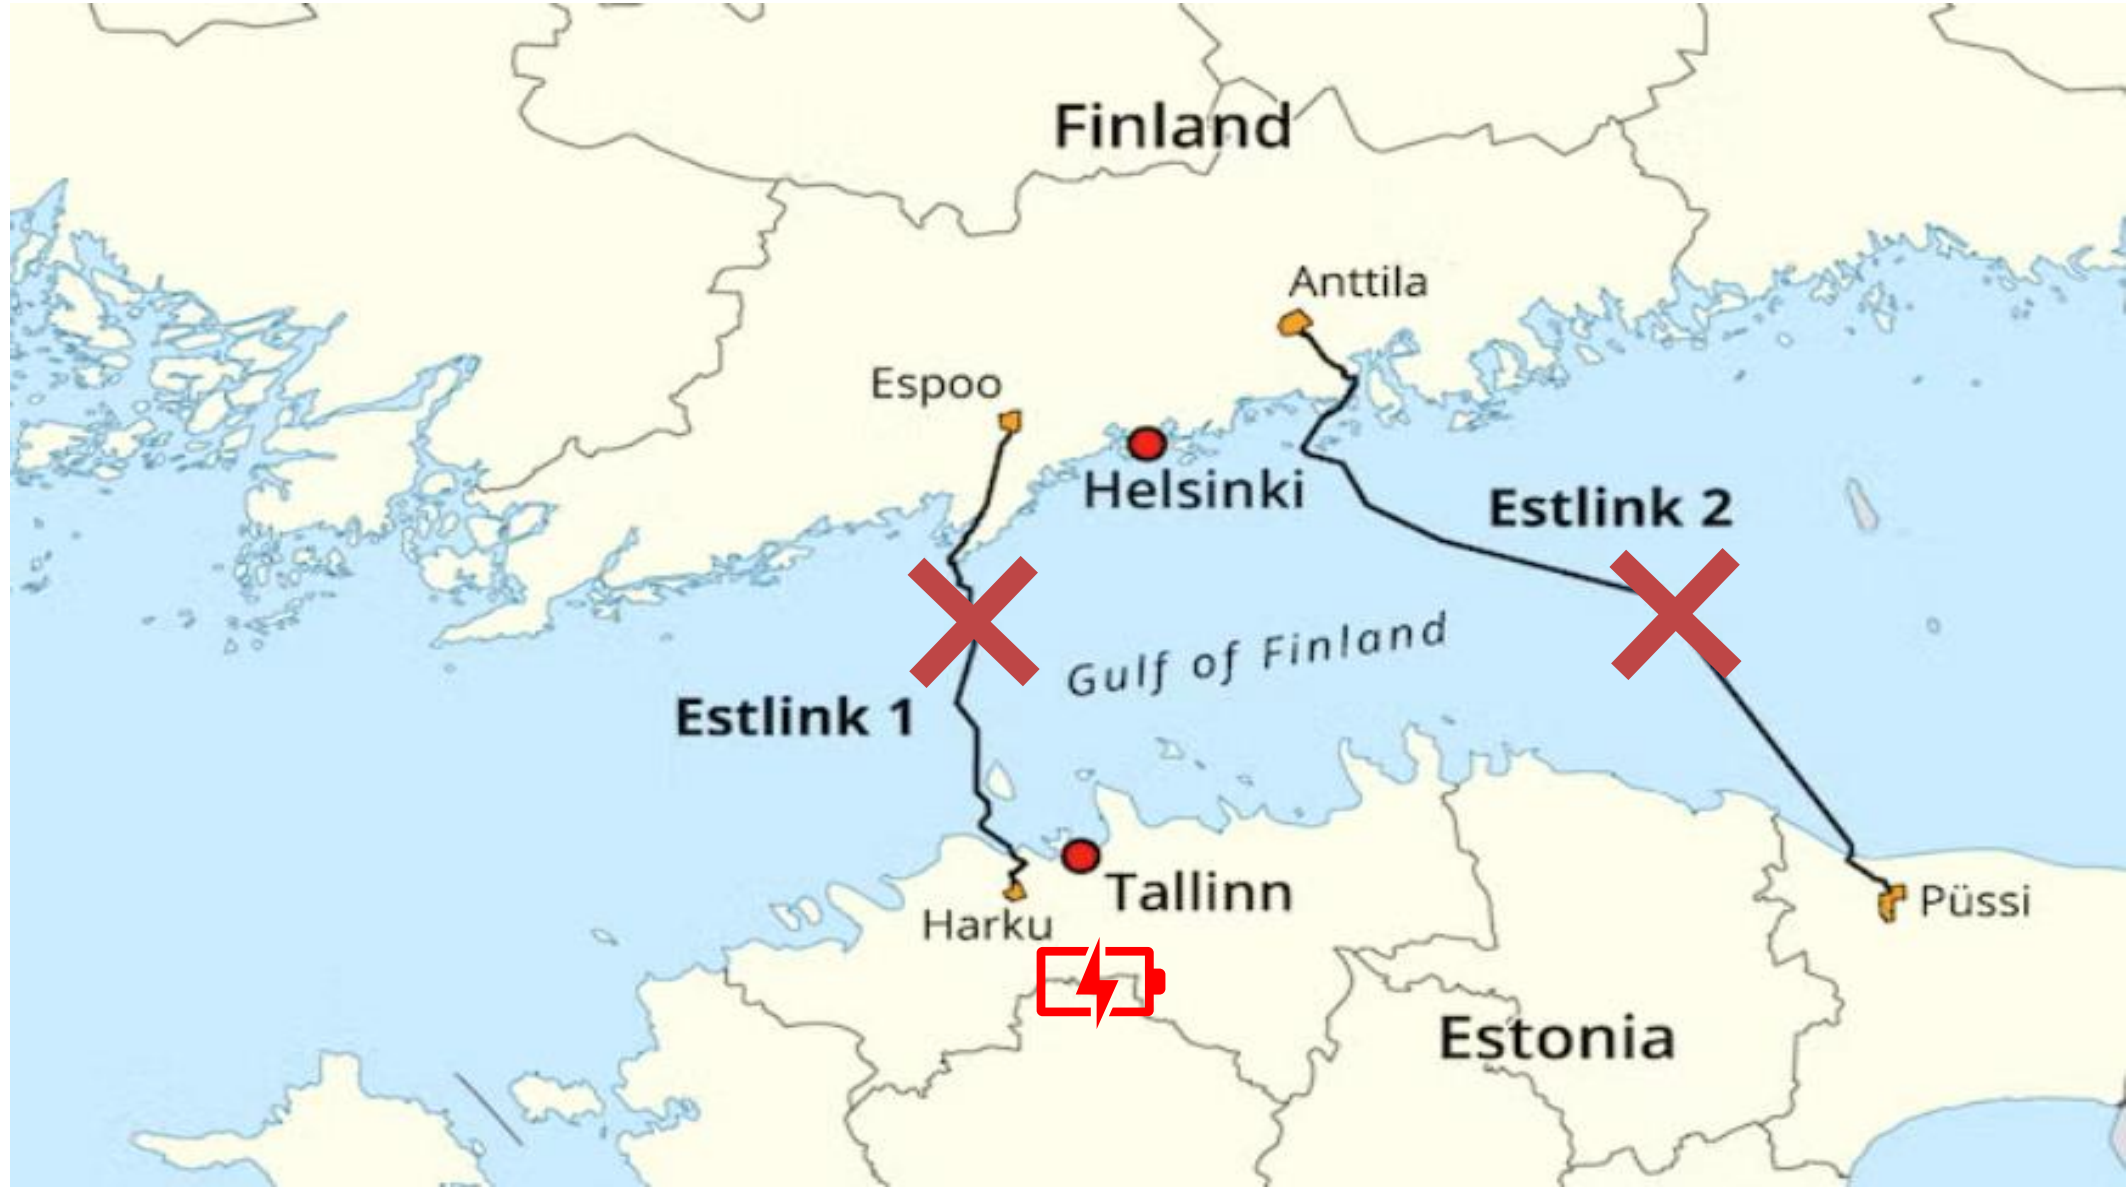 Finland
Anttila
Espoo
Helsinki
Estlink 2
Gulf of Finland
Estlink 1
Tallinn
Püssi
Harku
Estonia